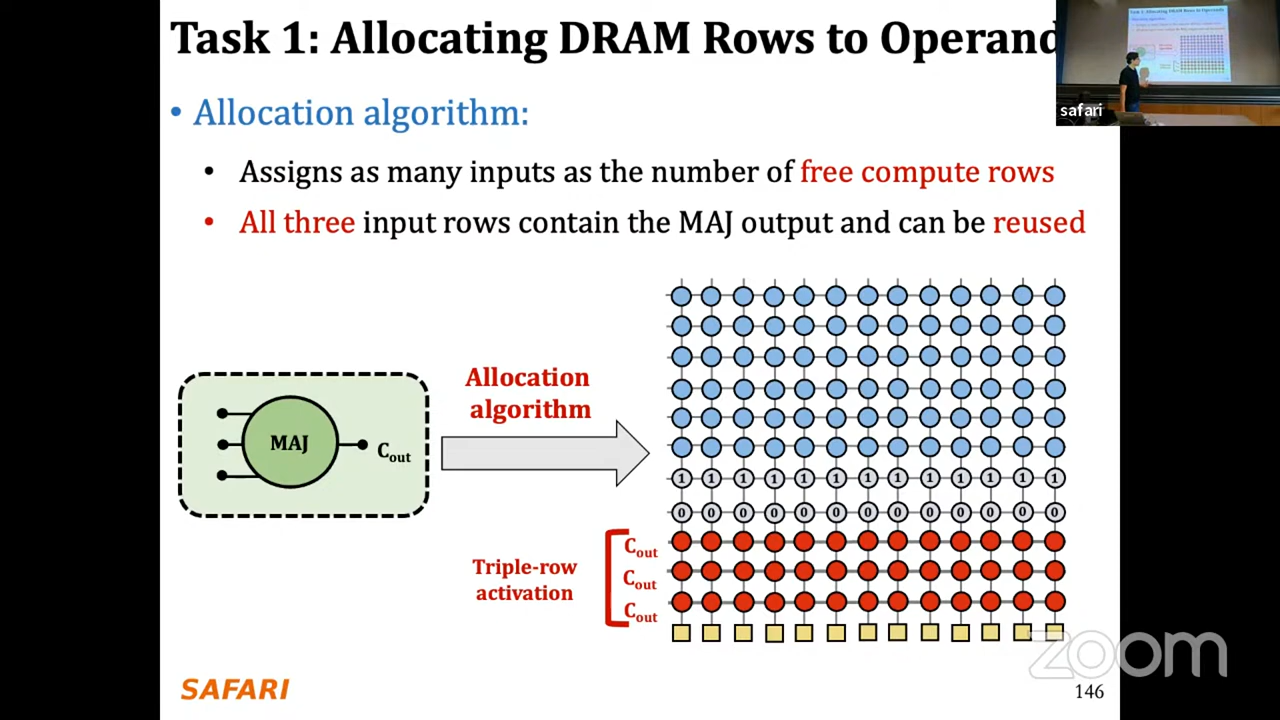 Task 1: Allocating DRAM Rows to Operand
safari
• Allocation algorithm:
• Assigns as many inputs as the number of free compute rows
• All three input rows contain the MAJ output and can be reused
MAJ
Cout
Allocation
algorithm
1 1 1 1 1 1 1 1 1 1 1 1 1
0 0 0 0 0 0 0 0 0 0 0 0 0
Triple-row
activation
Cout
Cout
Cout
zoom
SAFARI
146